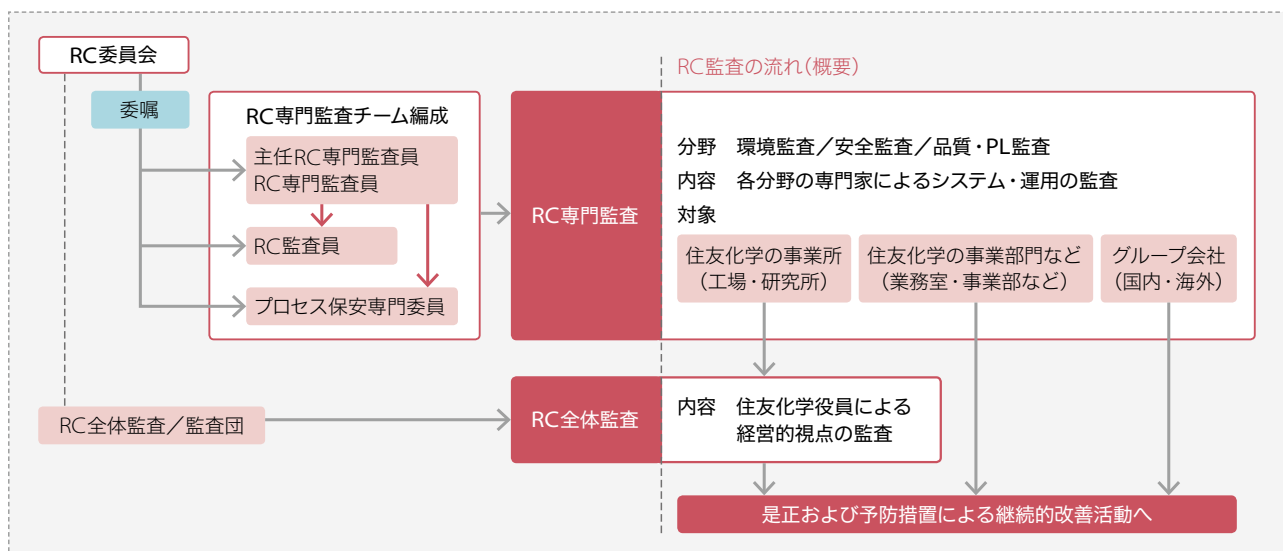 RC委員会
委嘱
RC専門監査チーム編成
主任RC専門監査員
RC専門監査員
RC監査員
プロセス保安専門委員
RC全体監査／監査団
RC監査の流れ（概要）
RC専門監査
分野 環境監査／安全監査／品質・PL監査
内容 各分野の専門家によるシステム・運用の監査
対象
住友化学の事業所
（工場・研究所）
住友化学の事業部門など
（業務室・事業部など）
グループ会社
（国内・海外）
RC全体監査
内容 住友化学役員による
経営的視点の監査
是正および予防措置による継続的改善活動へ